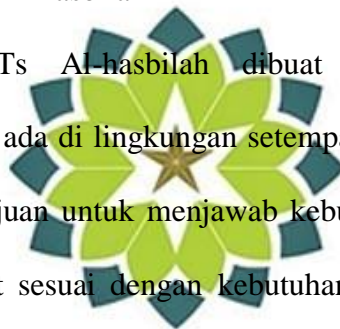 Ts Al-hasbilah dibuat
ada di lingkungan setempa
juan untuk menjawab kebu
t sesuai dengan kebutuhan